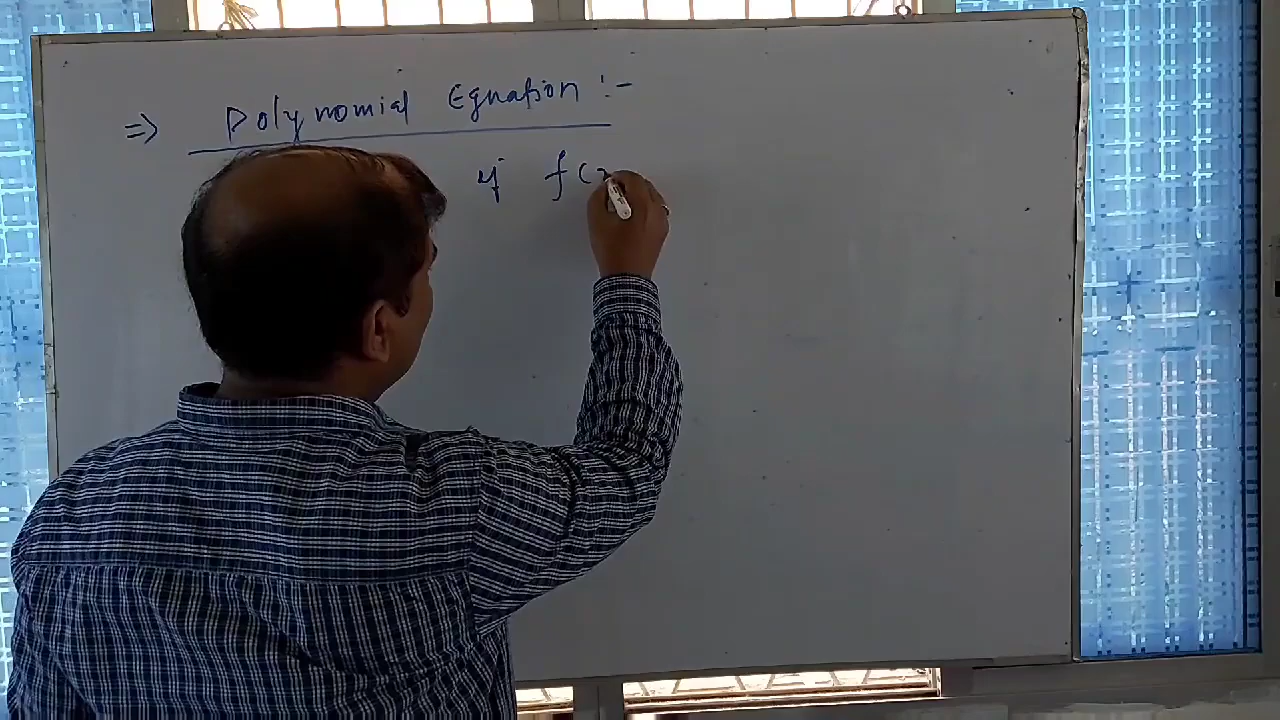 ⇒ Polynomial Equation :-
if f(x